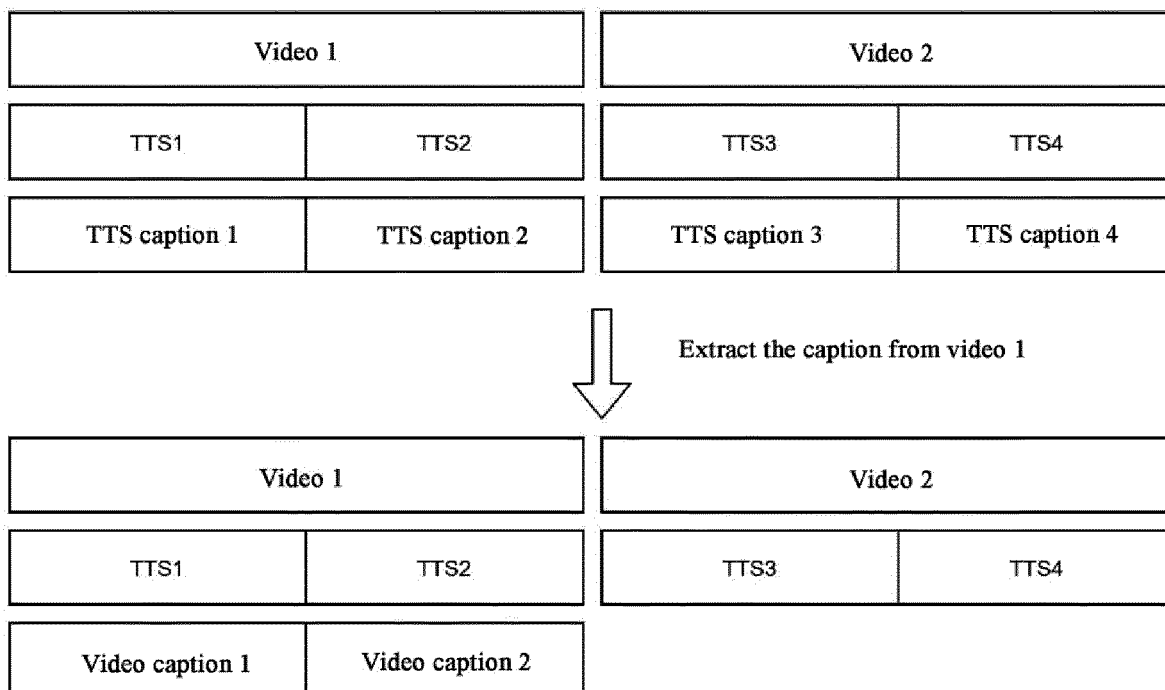 Video 1
Video 2
TTS1
TTS2
TTS3
TTS4
TTS caption 1
TTS caption 2
TTS caption 3
TTS caption 4
Extract the caption from video 1
Video 1
Video 2
TTS1
TTS2
TTS3
TTS4
Video caption 1
Video caption 2